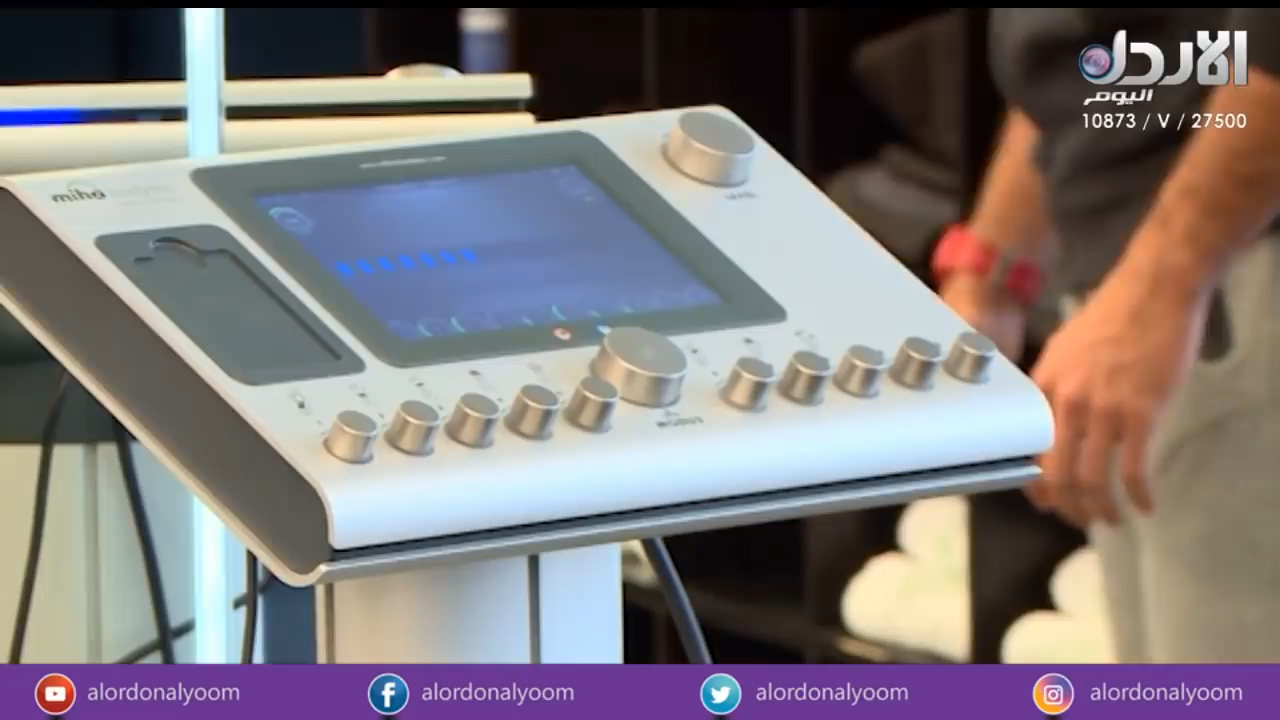 الاردن
اليوم
10873 / V / 27500
miha
alordonalyoom
alordonalyoom
alordonalyoom
alordonalyoom